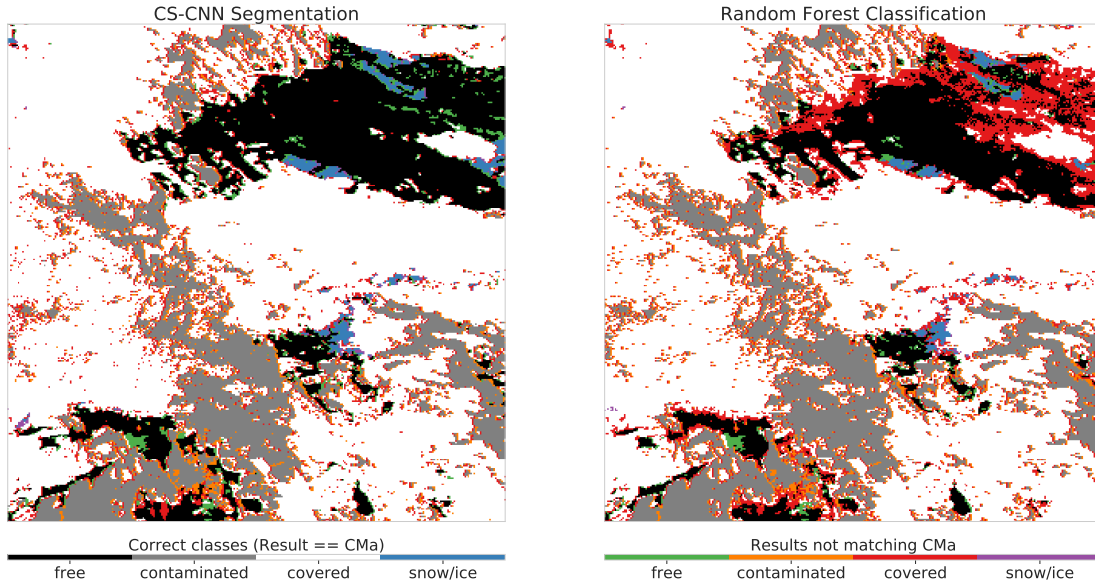 CS-CNN Segmentation
Random Forest Classification
Correct classes (Result == CMa)
free contaminated covered snow/ice
Results not matching CMa
free contaminated covered snow/ice